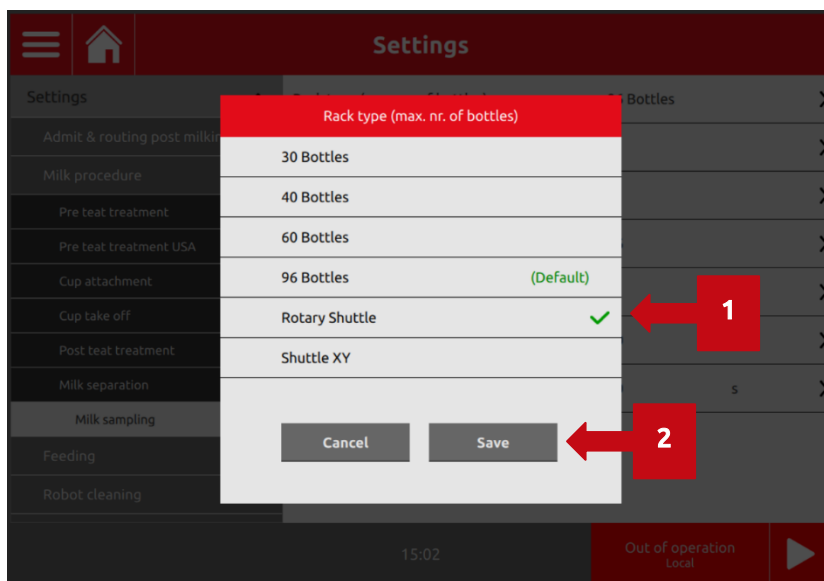 Settings
Settings
Bottles
Admit & routing post milkin
Milk procedure
Pre teat treatment
Pre teat treatment USA
Cup attachment
Cup take off
Post teat treatment
Milk separation
s
Milk sampling
Feeding
Robot cleaning
Rack type (max. nr. of bottles)
30 Bottles
40 Bottles
60 Bottles
96 Bottles (Default)
Rotary Shuttle
1
Shuttle XY
Cancel Save
2
15:02
Out of operation
Local